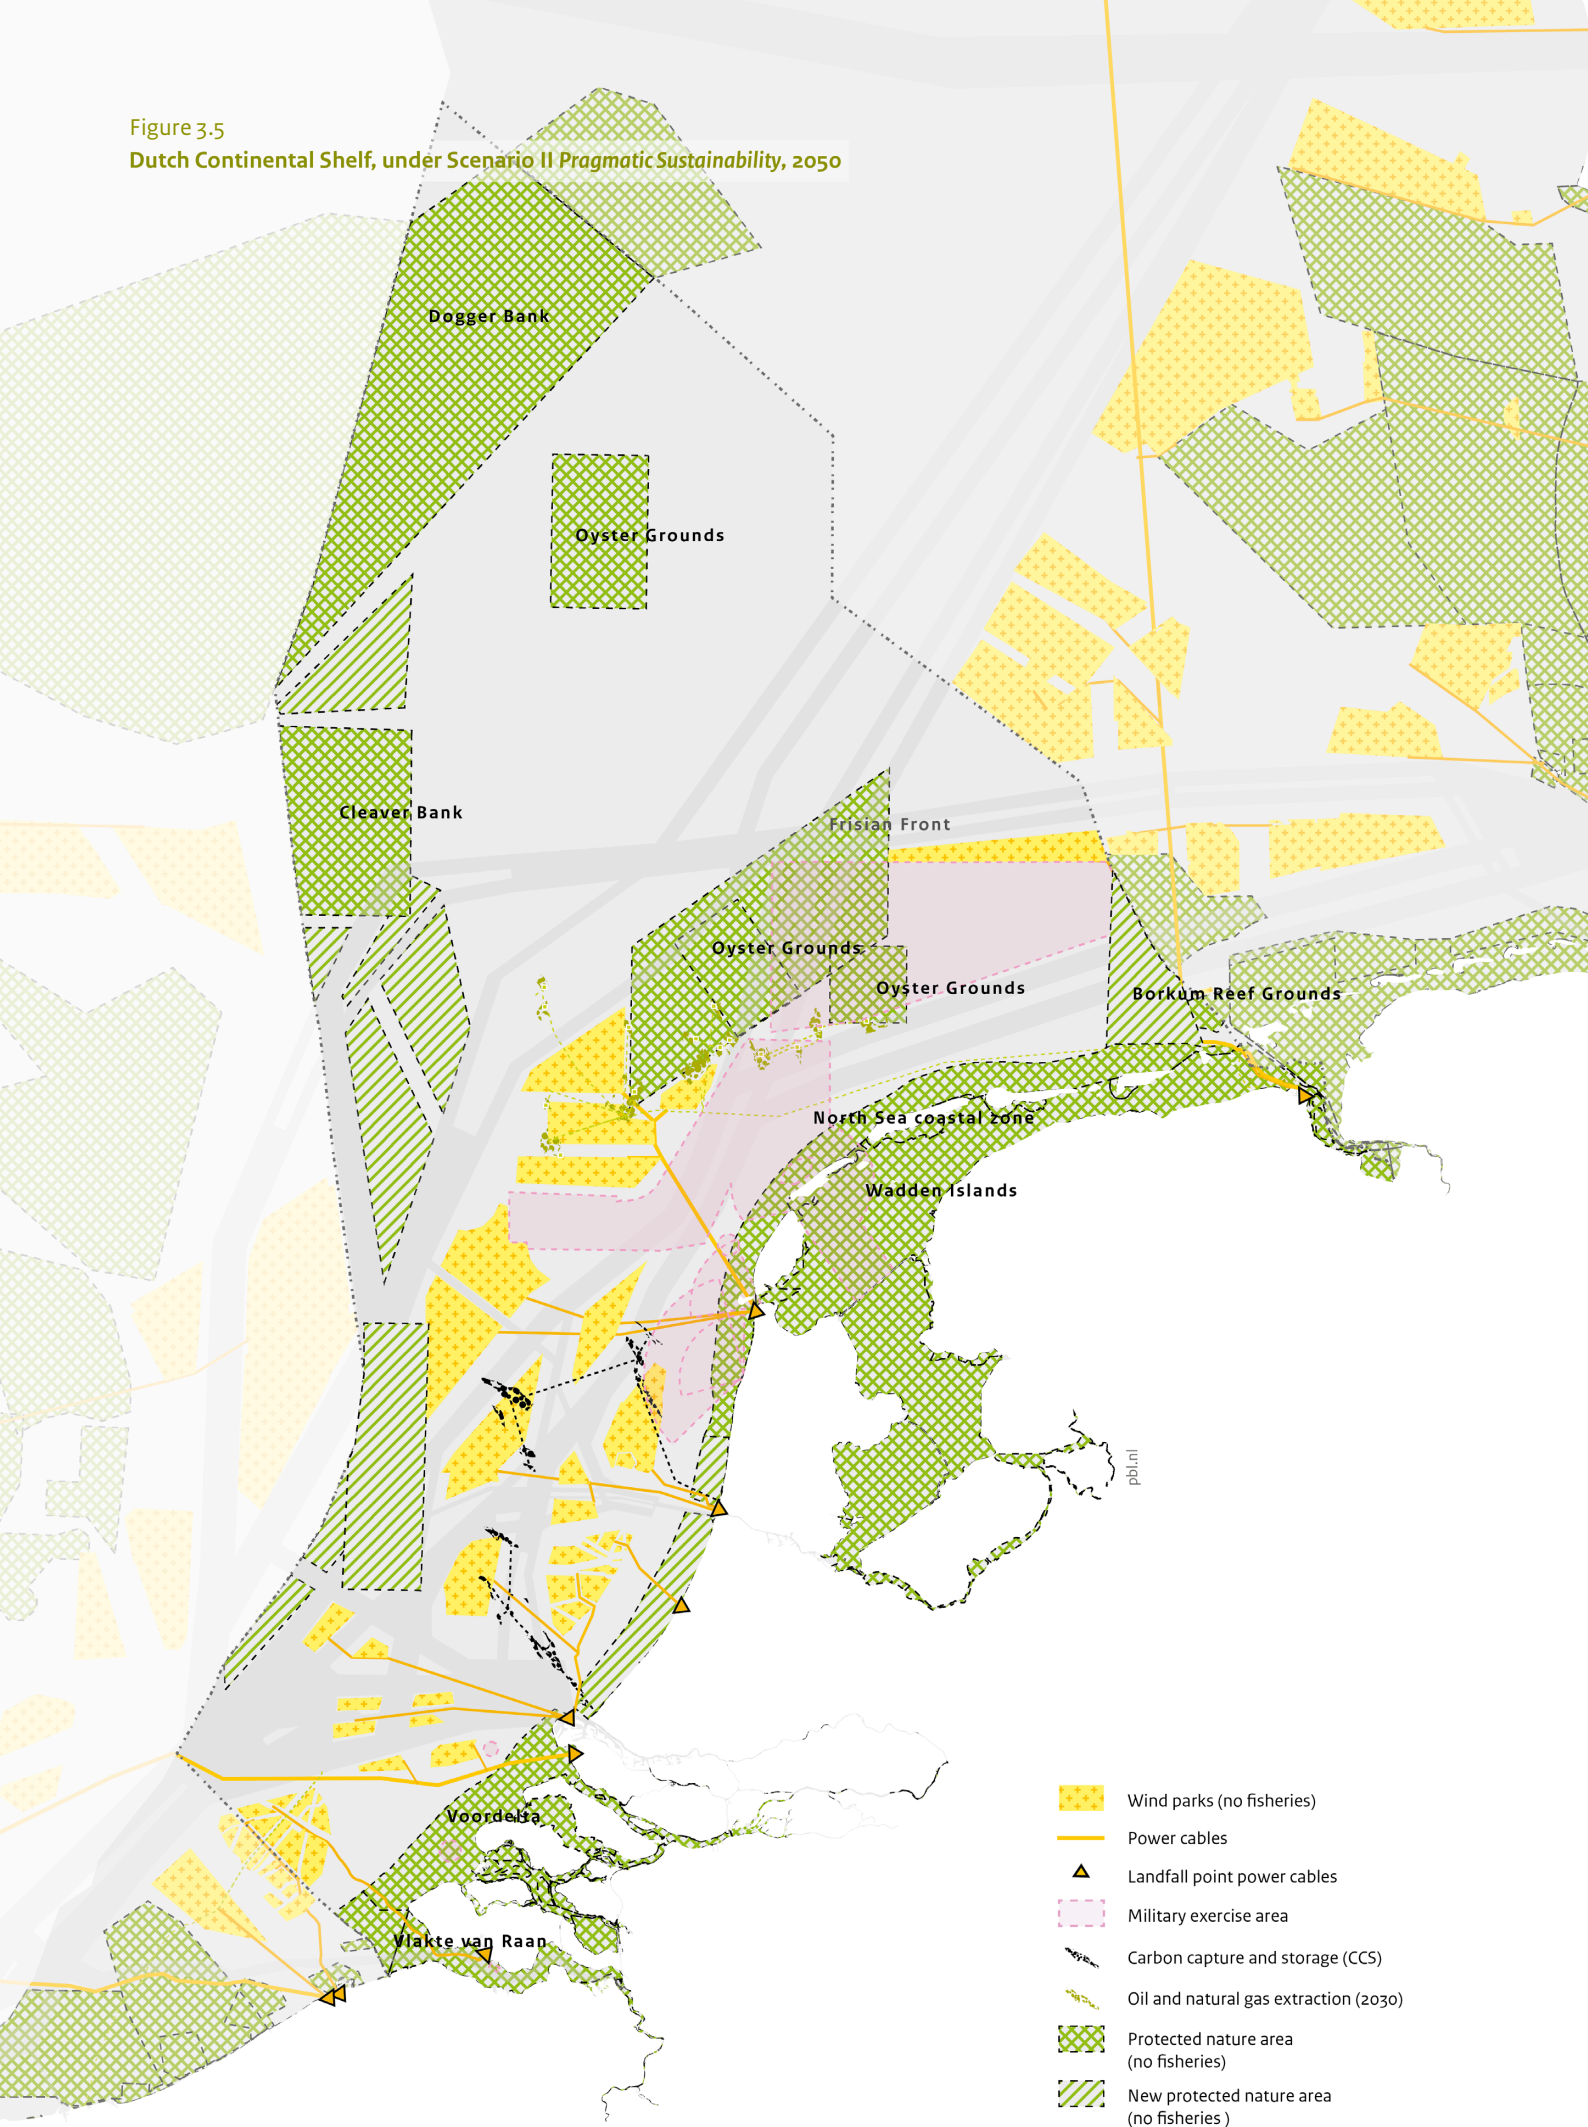 Figure 3.5
Dutch Continental Shelf, under Scenario II Pragmatic Sustainability, 2050
Dogger Bank
Oyster Grounds
Cleaver Bank
Frisian Front
Oyster Grounds
Oyster Grounds
Borkum Reef Grounds
North Sea coastal zone
Wadden Islands
pbl.nl
Voordelta
Vlakte van Raan
Wind parks (no fisheries)
Power cables
Landfall point power cables
Military exercise area
Carbon capture and storage (CCS)
Oil and natural gas extraction (2030)
Protected nature area
(no fisheries)
New protected nature area
(no fisheries )